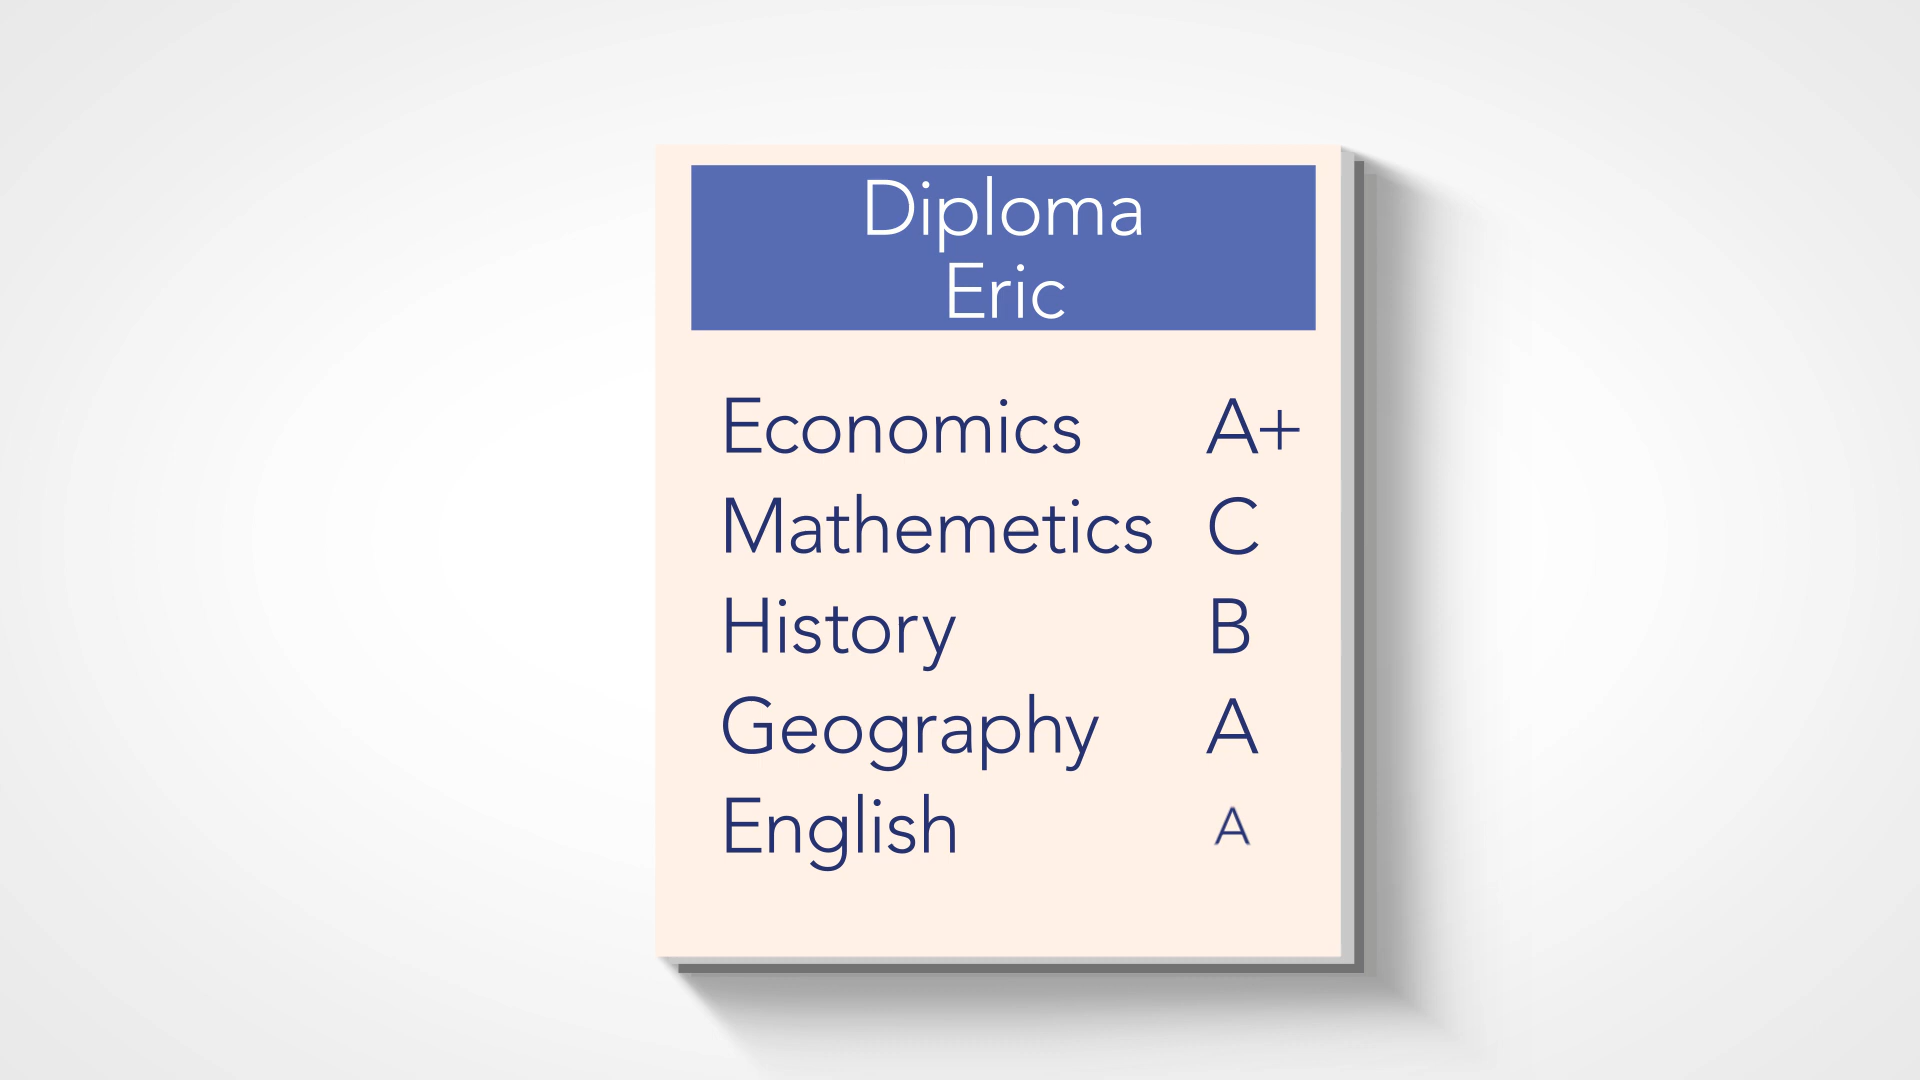 Diploma
Eric
Economics A+
Mathemetics C
History B
Geography A
English A